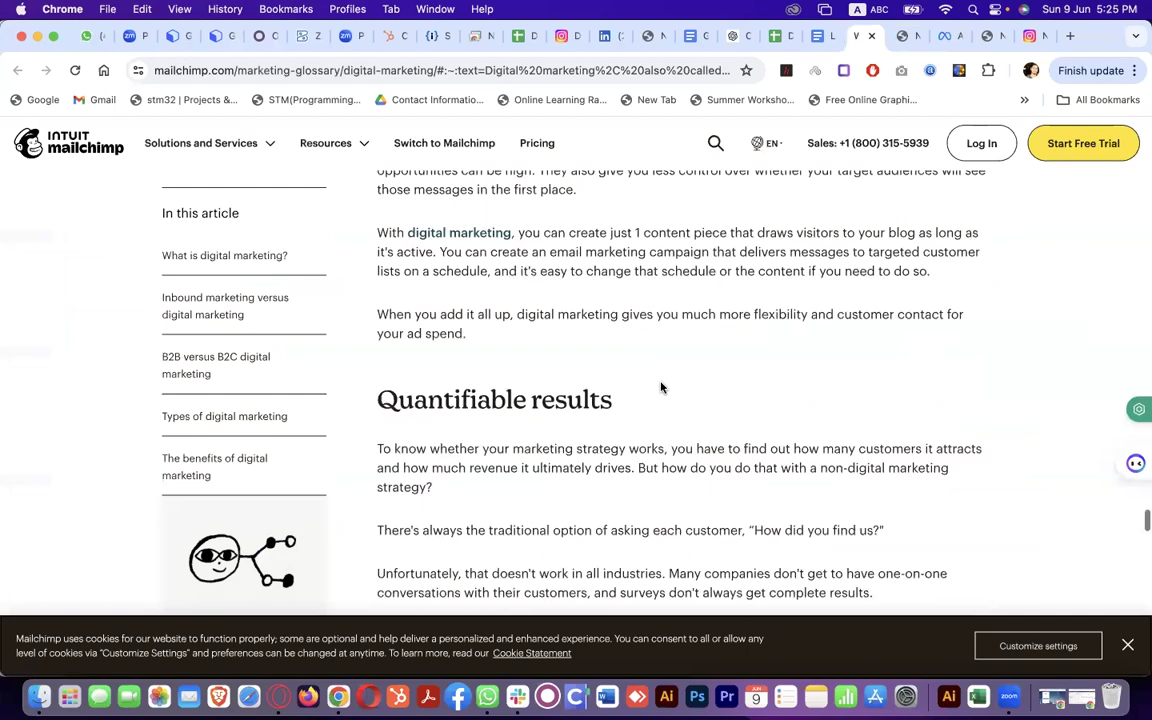 Chrome File Edit View History Bookmarks Profiles Tab Window Help A ABC Sun 9 Jun 5:25 PM
mailchimp.com/marketing-glossary/digital-marketing/#:~:text=Digital%20marketing%2C%20also%20called... Finish update
Google Gmail stm32 | Projects &... STM(Programming... Contact Informatio... Online Learning Ra... New Tab Summer Worksho... Free Online Graphi... » All Bookmarks
INTUIT
mailchimp
Solutions and Services Resources Switch to Mailchimp Pricing EN Sales: +1 (800) 315-5939 Log In Start Free Trial
In this article
What is digital marketing?
Inbound marketing versus
digital marketing
B2B versus B2C digital
marketing
Types of digital marketing
The benefits of digital
marketing
opportunities can be high. They also give you less control over whether your target audiences will see
those messages in the first place.
With digital marketing, you can create just 1 content piece that draws visitors to your blog as long as
it's active. You can create an email marketing campaign that delivers messages to targeted customer
lists on a schedule, and it's easy to change that schedule or the content if you need to do so.
When you add it all up, digital marketing gives you much more flexibility and customer contact for
your ad spend.
Quantifiable results
To know whether your marketing strategy works, you have to find out how many customers it attracts
and how much revenue it ultimately drives. But how do you do that with a non-digital marketing
strategy?
There's always the traditional option of asking each customer, “How did you find us?"
Unfortunately, that doesn't work in all industries. Many companies don't get to have one-on-one
conversations with their customers, and surveys don't always get complete results.
Mailchimp uses cookies for our website to function properly; some are optional and help deliver a personalized and enhanced experience. You can consent to all or allow any
level of cookies via “Customize Settings” and preferences can be changed at anytime. To learn more, read our Cookie Statement
Customize settings